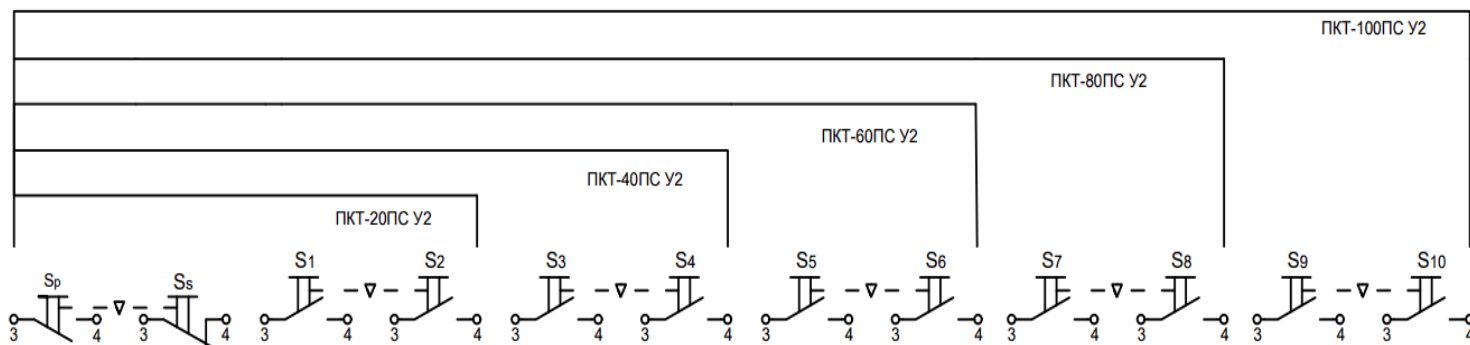 ПКТ-100ПС У2
ПКТ-80ПС У2
ПКТ-60ПС У2
ПКТ-40ПС У2
ПКТ-20ПС У2
Sp Ss S1 S2 S3 S4 S5 S6 S7 S8 S9 S10
3 4 3 4 3 4 3 4 3 4 3 4 3 4 3 4 3 4 3 4 3 4 3 4